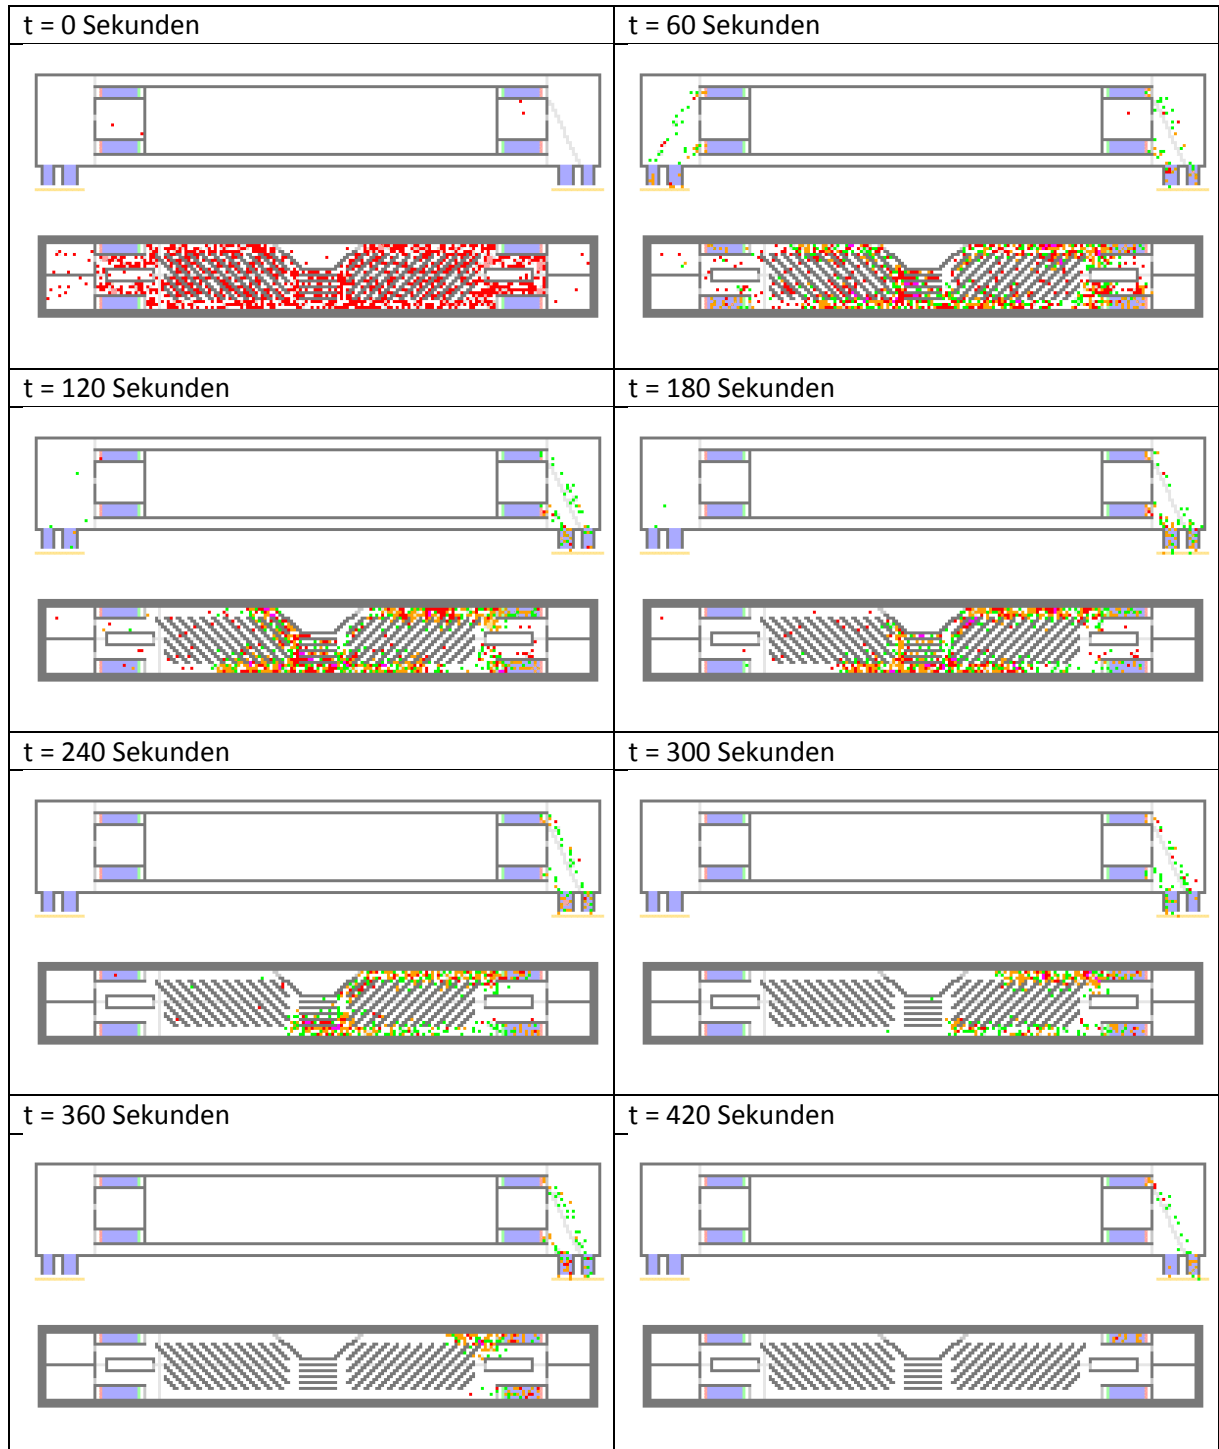 t = 0 Sekunden
t = 60 Sekunden
t = 120 Sekunden
t = 180 Sekunden
t = 240 Sekunden
t = 300 Sekunden
t = 360 Sekunden
t = 420 Sekunden